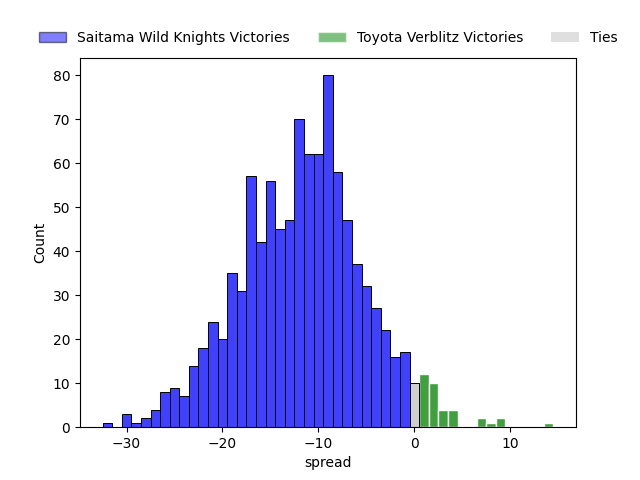 Saitama Wild Knights Victories Toyota Verblitz Victories Ties
80
70
60
50
40
30
20
10
0
Count
−30 −20 −10 0 10
spread